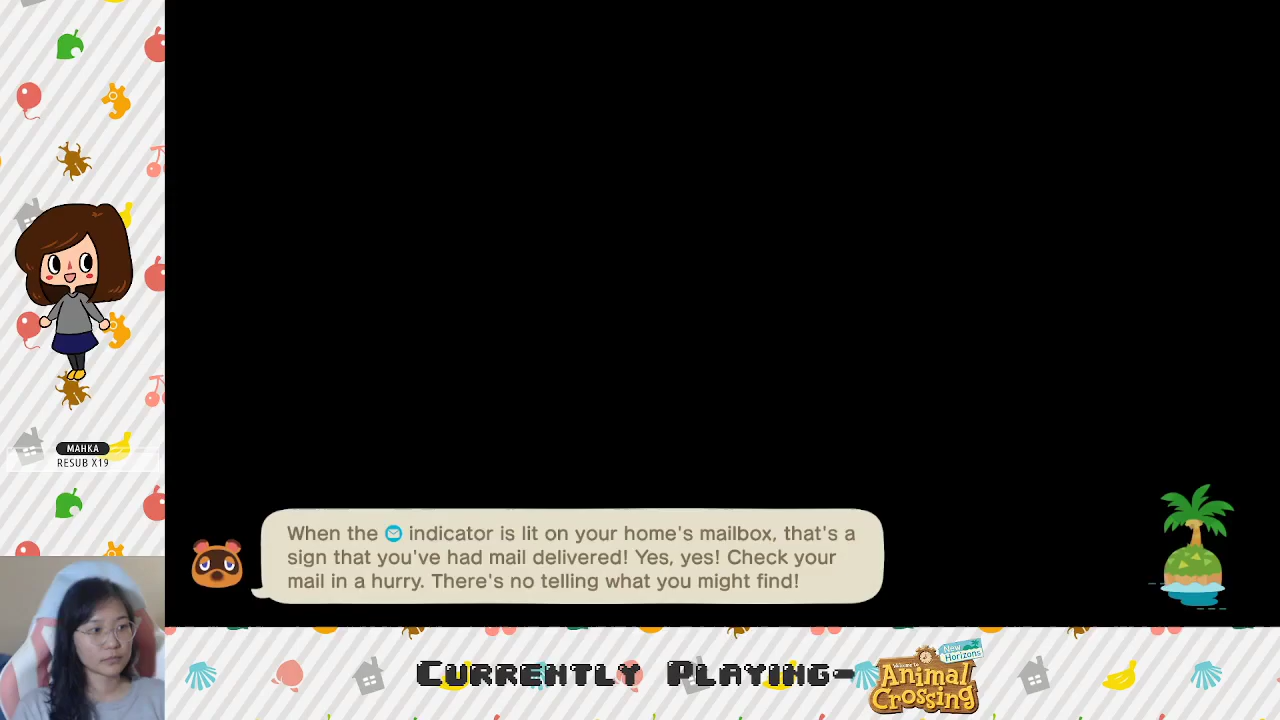 MAHKA
RESUB X19
When the indicator is lit on your home's mailbox, that's a
sign that you've had mail delivered! Yes, yes! Check your
mail in a hurry. There's no telling what you might find!
Currently Playing-
Welcome to
Animal
Crossing
New
Horizons